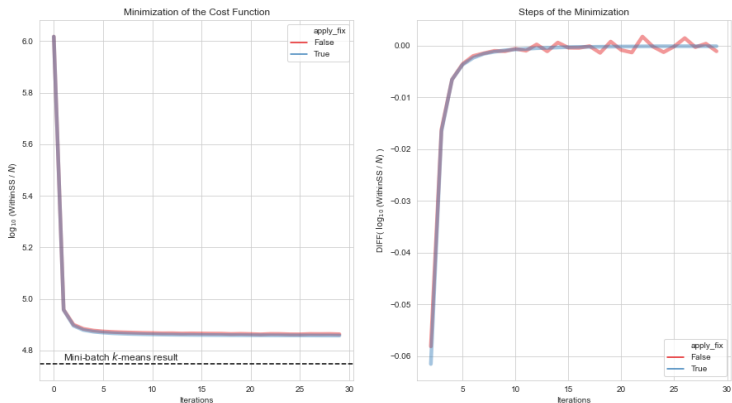 Minimization of the Cost Function
log10 (WithinSS / N)
6.0
5.8
5.6
5.4
5.2
5.0
4.8
apply_fix
False
True
Mini-batch k-means result
0 5 10 15 20 25 30
Iterations
Steps of the Minimization
DIFF( log10 (WithinSS / N) )
0.00
−0.01
−0.02
−0.03
−0.04
−0.05
−0.06
apply_fix
False
True
5 10 15 20 25 30
Iterations